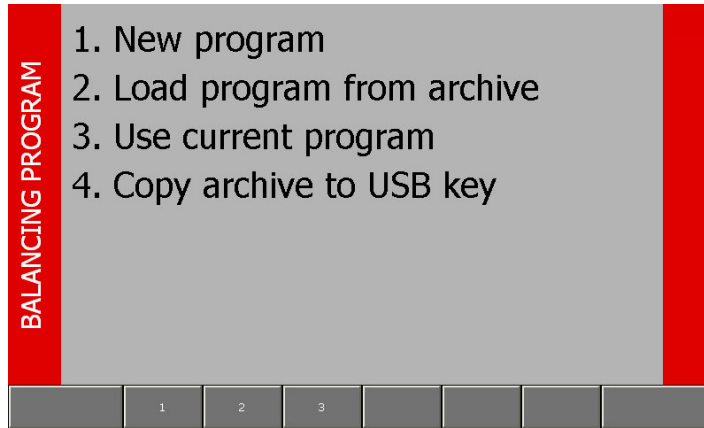 BALANCING PROGRAM
1. New program
2. Load program from archive
3. Use current program
4. Copy archive to USB key
1
2
3